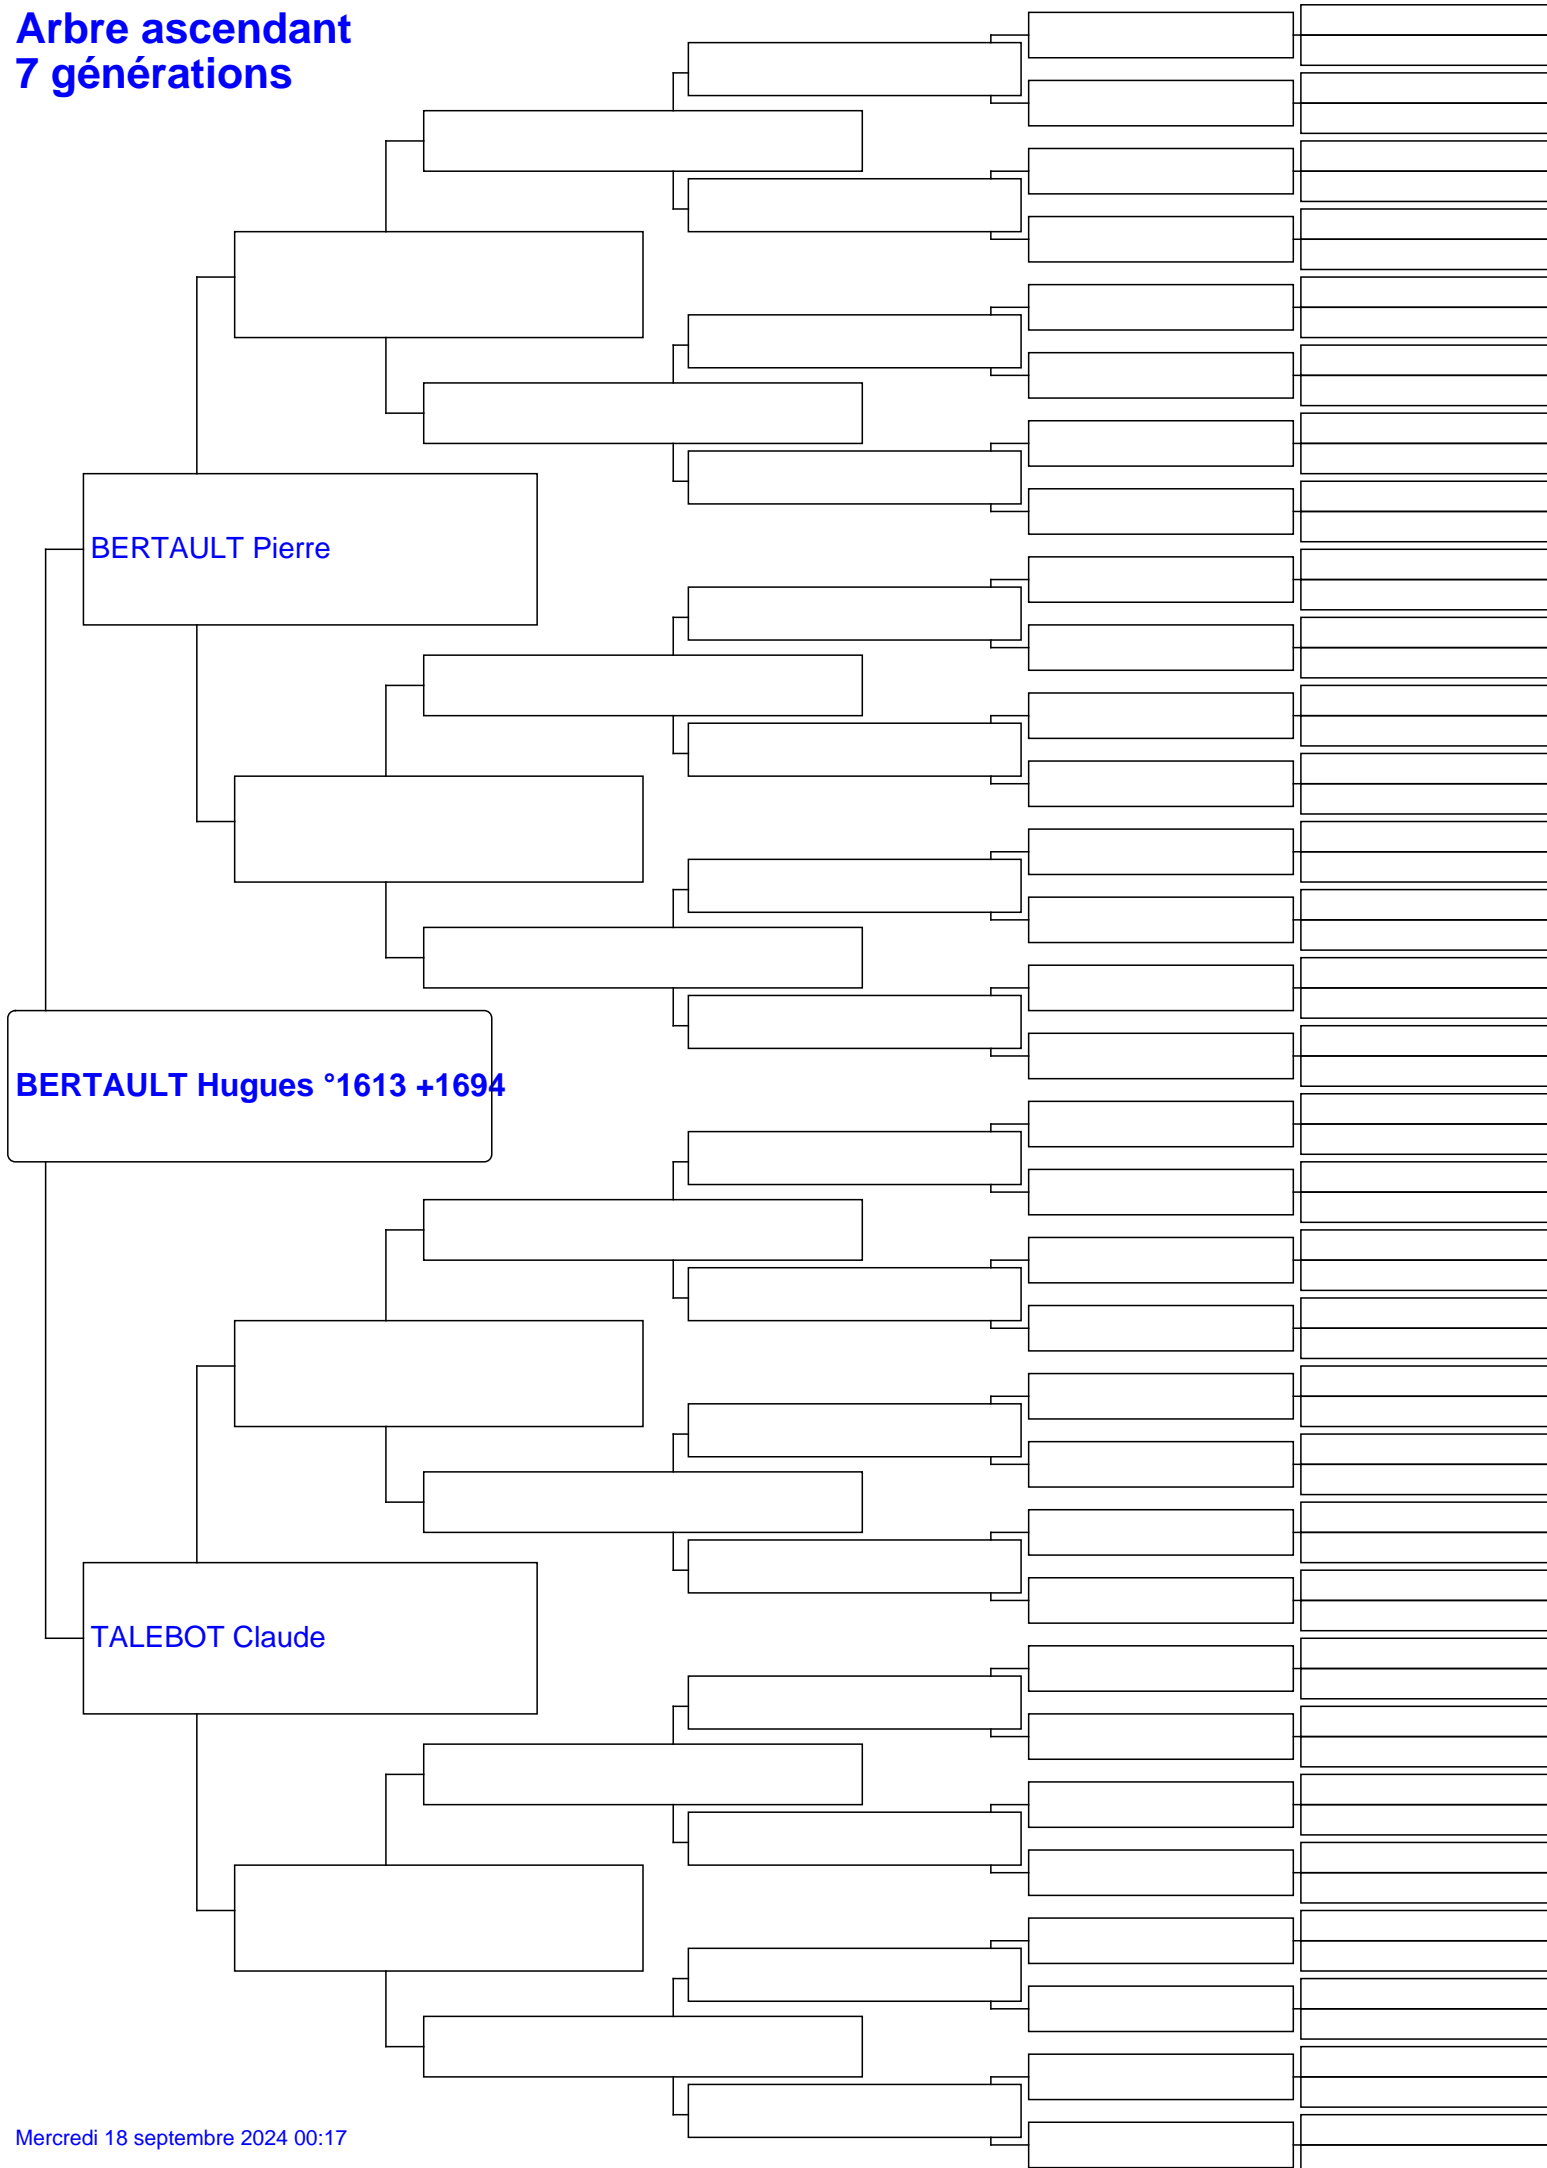 Arbre ascendant
7 générations
BERTAULT Pierre
BERTAULT Hugues °1613 +1694
TALEBOT Claude
Mercredi 18 septembre 2024 00:17